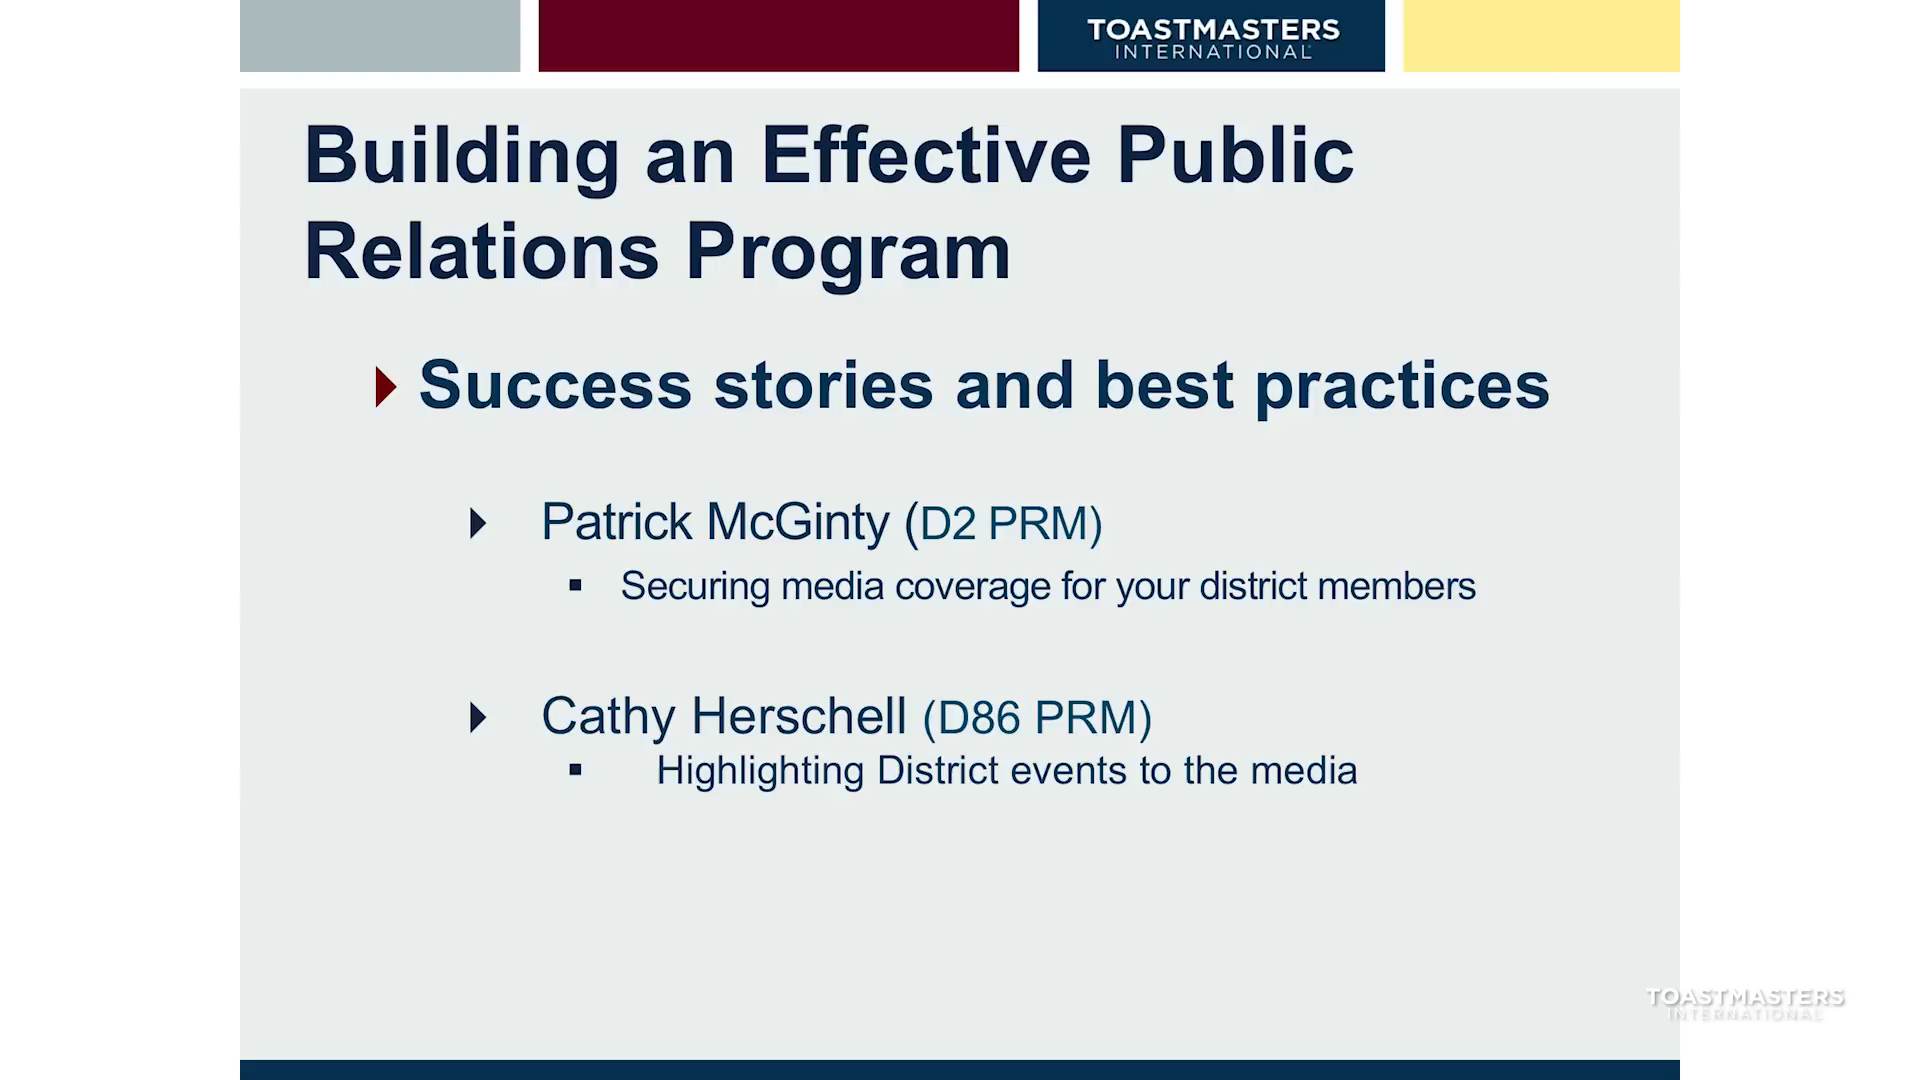 TOASTMASTERS
INTERNATIONAL
Building an Effective Public
Relations Program
Success stories and best practices
Patrick McGinty (D2 PRM)
Securing media coverage for your district members
Cathy Herschell (D86 PRM)
Highlighting District events to the media
TOASTMASTERS
INTERNATIONAL